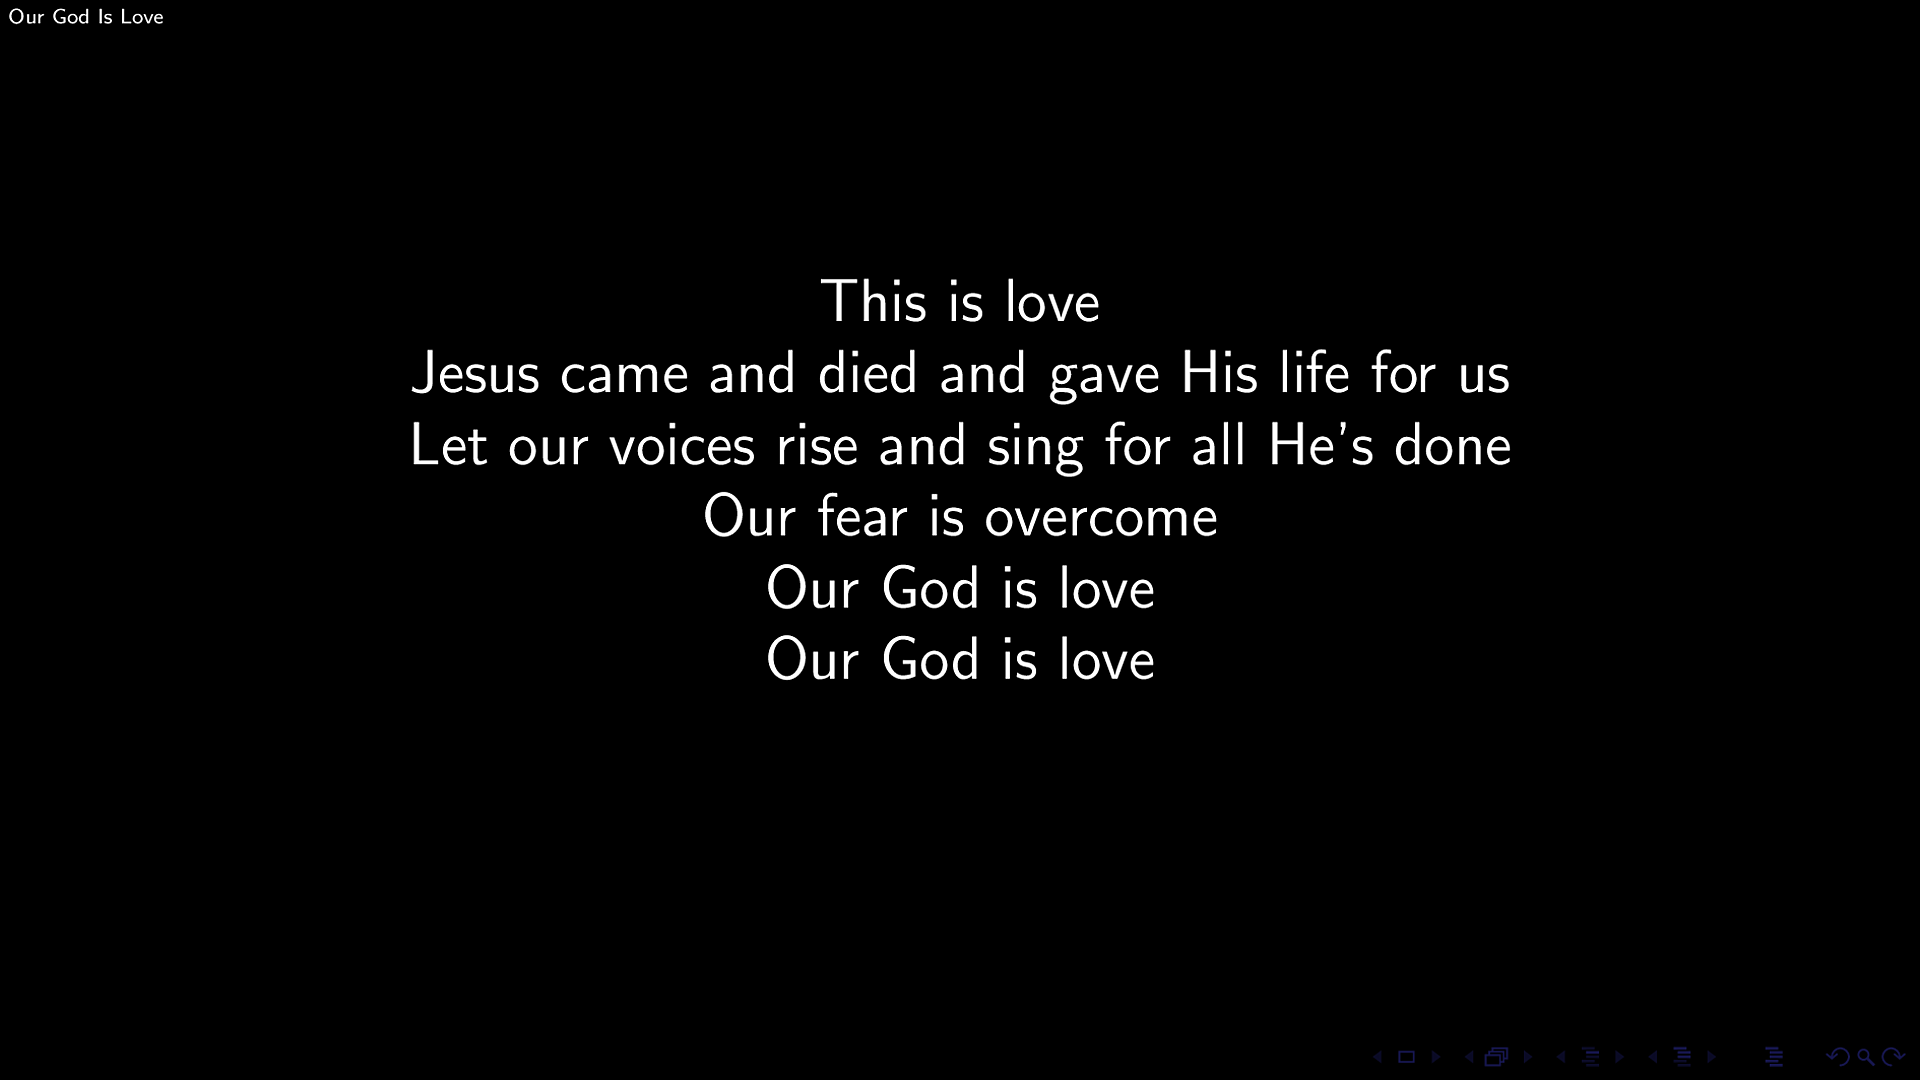 Our God Is Love
This is love
Jesus came and died and gave His life for us
Let our voices rise and sing for all He's done
Our fear is overcome
Our God is love
Our God is love